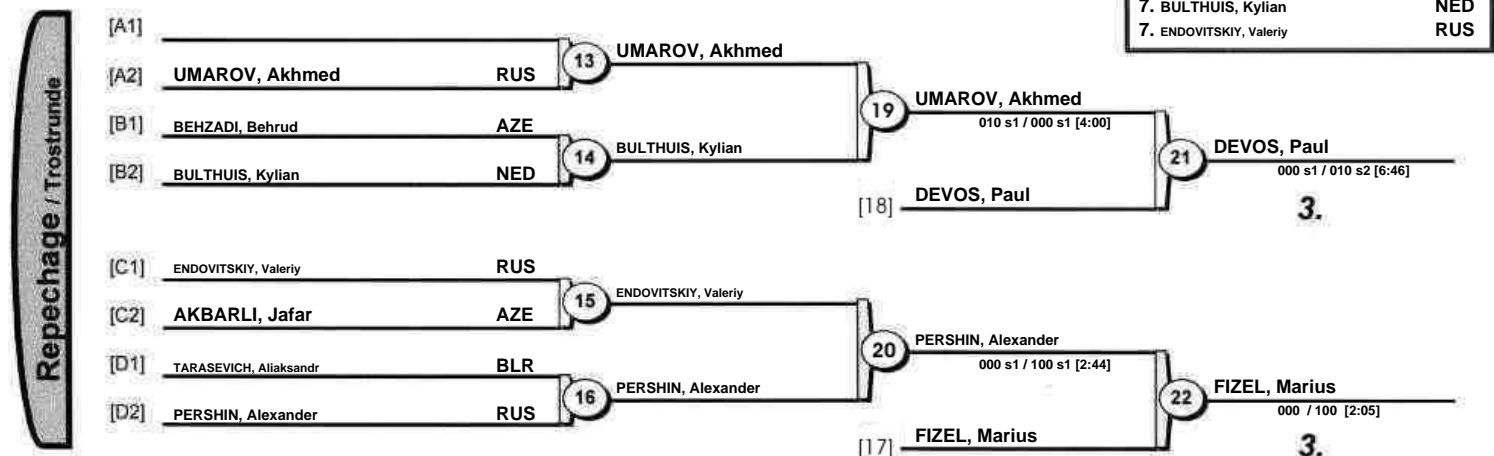 7. BULTHUIS, Kylian NED
7. ENDOVITSKIY, Valeriy RUS
Repechage / Trostrunde
[A1]
13 UMAROV, Akhmed
[A2] UMAROV, Akhmed RUS
19 UMAROV, Akhmed
010 s1 / 000 s1 [4:00]
[B1] BEHZADI, Behrud AZE
14 BULTHUIS, Kylian
21 DEVOS, Paul
000 s1 / 010 s2 [6:46]
[B2] BULTHUIS, Kylian NED
[18] DEVOS, Paul
3.
[C1] ENDOVITSKIY, Valeriy RUS
15 ENDOVITSKIY, Valeriy
[C2] AKBARLI, Jafar AZE
20 PERSHIN, Alexander
000 s1 / 100 s1 [2:44]
[D1] TARASEVICH, Aliaksandr BLR
16 PERSHIN, Alexander
22 FIZEL, Marius
000 / 100 [2:05]
[D2] PERSHIN, Alexander RUS
[17] FIZEL, Marius
3.